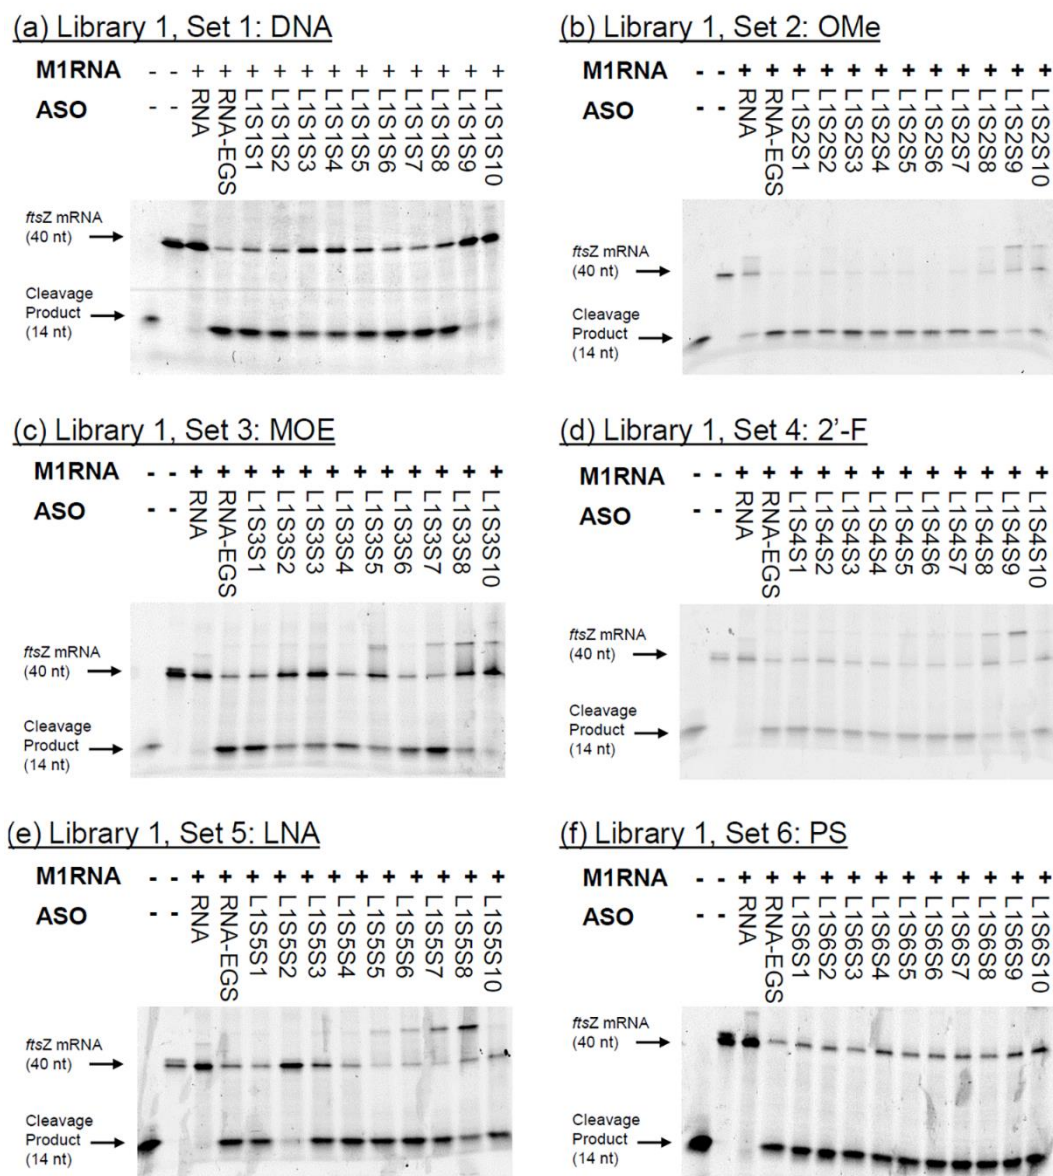 (a) Library 1, Set 1: DNA
M1RNA - - + + + + + + + + + + + +
ASO - - RNA RNA-EGS L1S1S1 L1S1S2 L1S1S3 L1S1S4 L1S1S5 L1S1S6 L1S1S7 L1S1S8 L1S1S9 L1S1S10
ftsZ mRNA
(40 nt)
Cleavage
Product
(14 nt)
(b) Library 1, Set 2: OMe
M1RNA - - + + + + + + + + + + + +
ASO - - RNA RNA-EGS L1S2S1 L1S2S2 L1S2S3 L1S2S4 L1S2S5 L1S2S6 L1S2S7 L1S2S8 L1S2S9 L1S2S10
ftsZ mRNA
(40 nt)
Cleavage
Product
(14 nt)
(c) Library 1, Set 3: MOE
M1RNA - - + + + + + + + + + + +
ASO - - RNA RNA-EGS L1S3S1 L1S3S2 L1S3S3 L1S3S4 L1S3S5 L1S3S6 L1S3S7 L1S3S8 L1S3S10
ftsZ mRNA
(40 nt)
Cleavage
Product
(14 nt)
(d) Library 1, Set 4: 2'-F
M1RNA - - + + + + + + + + + + + +
ASO - - RNA RNA-EGS L1S4S1 L1S4S2 L1S4S3 L1S4S4 L1S4S5 L1S4S6 L1S4S7 L1S4S8 L1S4S9 L1S4S10
ftsZ mRNA
(40 nt)
Cleavage
Product
(14 nt)
(e) Library 1, Set 5: LNA
M1RNA - - + + + + + + + + + + +
ASO - - RNA RNA-EGS L1S5S1 L1S5S2 L1S5S3 L1S5S4 L1S5S5 L1S5S6 L1S5S7 L1S5S8 L1S5S10
ftsZ mRNA
(40 nt)
Cleavage
Product
(14 nt)
(f) Library 1, Set 6: PS
M1RNA - - + + + + + + + + + + + +
ASO - - RNA RNA-EGS L1S6S1 L1S6S2 L1S6S3 L1S6S4 L1S6S5 L1S6S6 L1S6S7 L1S6S8 L1S6S9 L1S6S10
ftsZ mRNA
(40 nt)
Cleavage
Product
(14 nt)